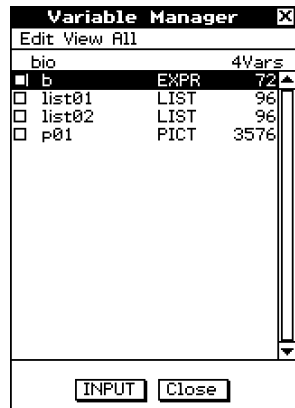 Variable Manager
Edit View All
bio 4Vars
b EXPR 72
list01 LIST 96
list02 LIST 96
p01 PICT 3576
INPUT Close